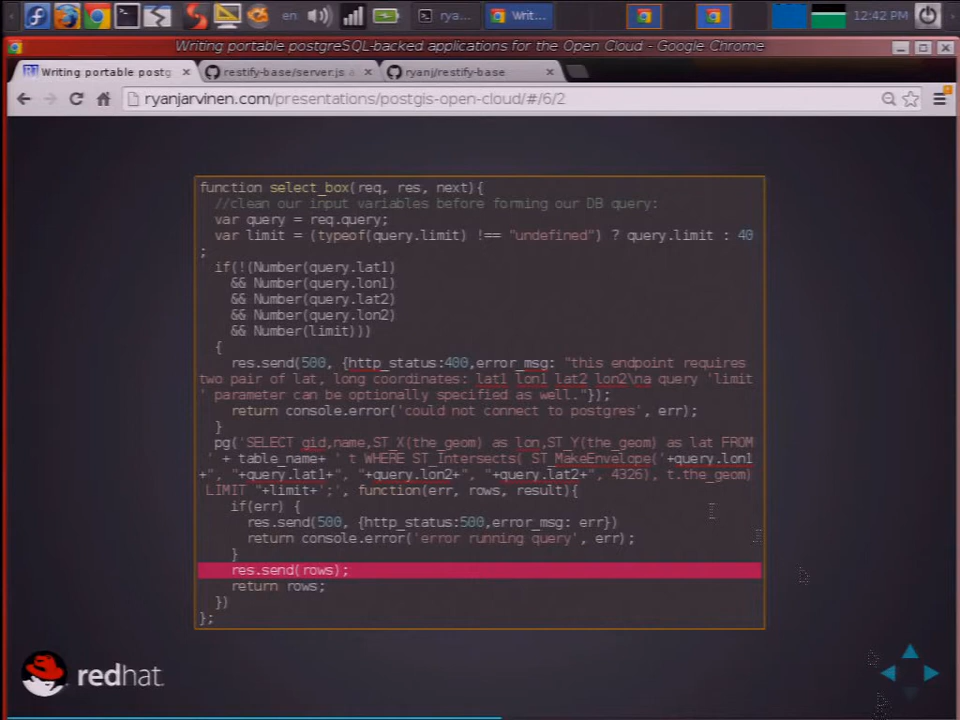 en
rya...
Writ...
12:42 PM
Writing portable postgreSQL-backed applications for the Open Cloud - Google Chrome
Writing portable postg
restify-base/server.js a
ryanj/restify-base
ryanjarvinen.com/presentations/postgis-open-cloud/#/6/2
function select_box(req, res, next){
//clean our input variables before forming our DB query:
var query = req.query;
var limit = (typeof(query.limit) !== "undefined") ? query.limit : 40
;
if(!(Number(query.lat1)
&& Number(query.lon1)
&& Number(query.lat2)
&& Number(query.lon2)
&& Number(limit)))
{
res.send(500, {http_status:400,error_msg: "this endpoint requires
two pair of lat, long coordinates: lat1 lon1 lat2 lon2\na query 'limit
' parameter can be optionally specified as well."});
return console.error('could not connect to postgres', err);
}
pg('SELECT gid,name,ST_X(the_geom) as lon,ST_Y(the_geom) as lat FROM
' + table_name+ ' t WHERE ST_Intersects( ST_MakeEnvelope('+query.lon1
+", "+query.lat1+", "+query.lon2+", "+query.lat2+", 4326), t.the_geom)
LIMIT "+limit+';', function(err, rows, result){
if(err) {
res.send(500, {http_status:500,error_msg: err})
return console.error('error running query', err);
}
res.send(rows);
return rows;
})
};
redhat.